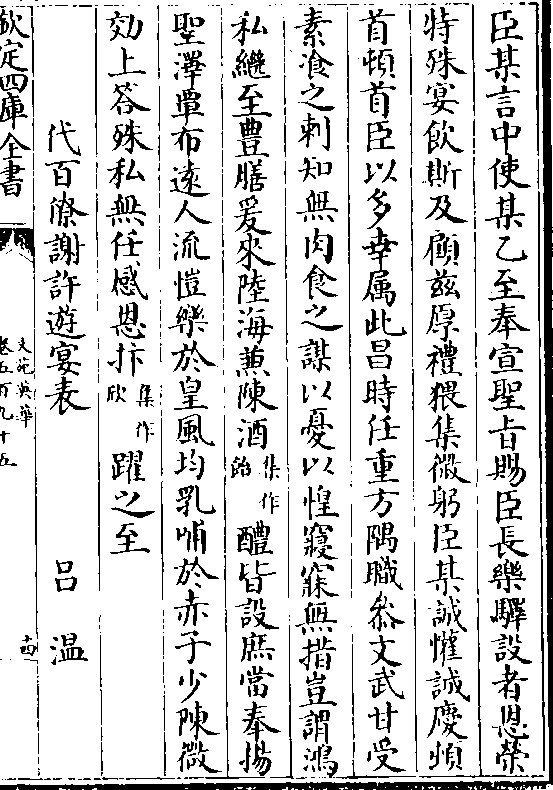 臣某言中使某乙至奉宣聖旨賜臣長樂驛設者恩榮
特殊宴飲斯及顧兹厚禮猥集微躬臣某誠懽誠慶頓
首頓首臣以多幸属此昌時任重方隅職叅文武甘受
素飡之刺知無肉食之謀以憂以惶寢寐無措豈謂鴻
私繼至豊膳爰來陸海兼陳酒集作飴醴皆設庶當奉揚
聖澤覃布遠人流愷樂於皇風均乳哺於赤子少陳微
効上答殊私無任感恩抃集作欣躍之至
代百僚謝許遊宴表 吕温
欽定四庫全書
文苑英華
卷五百九十五
十四